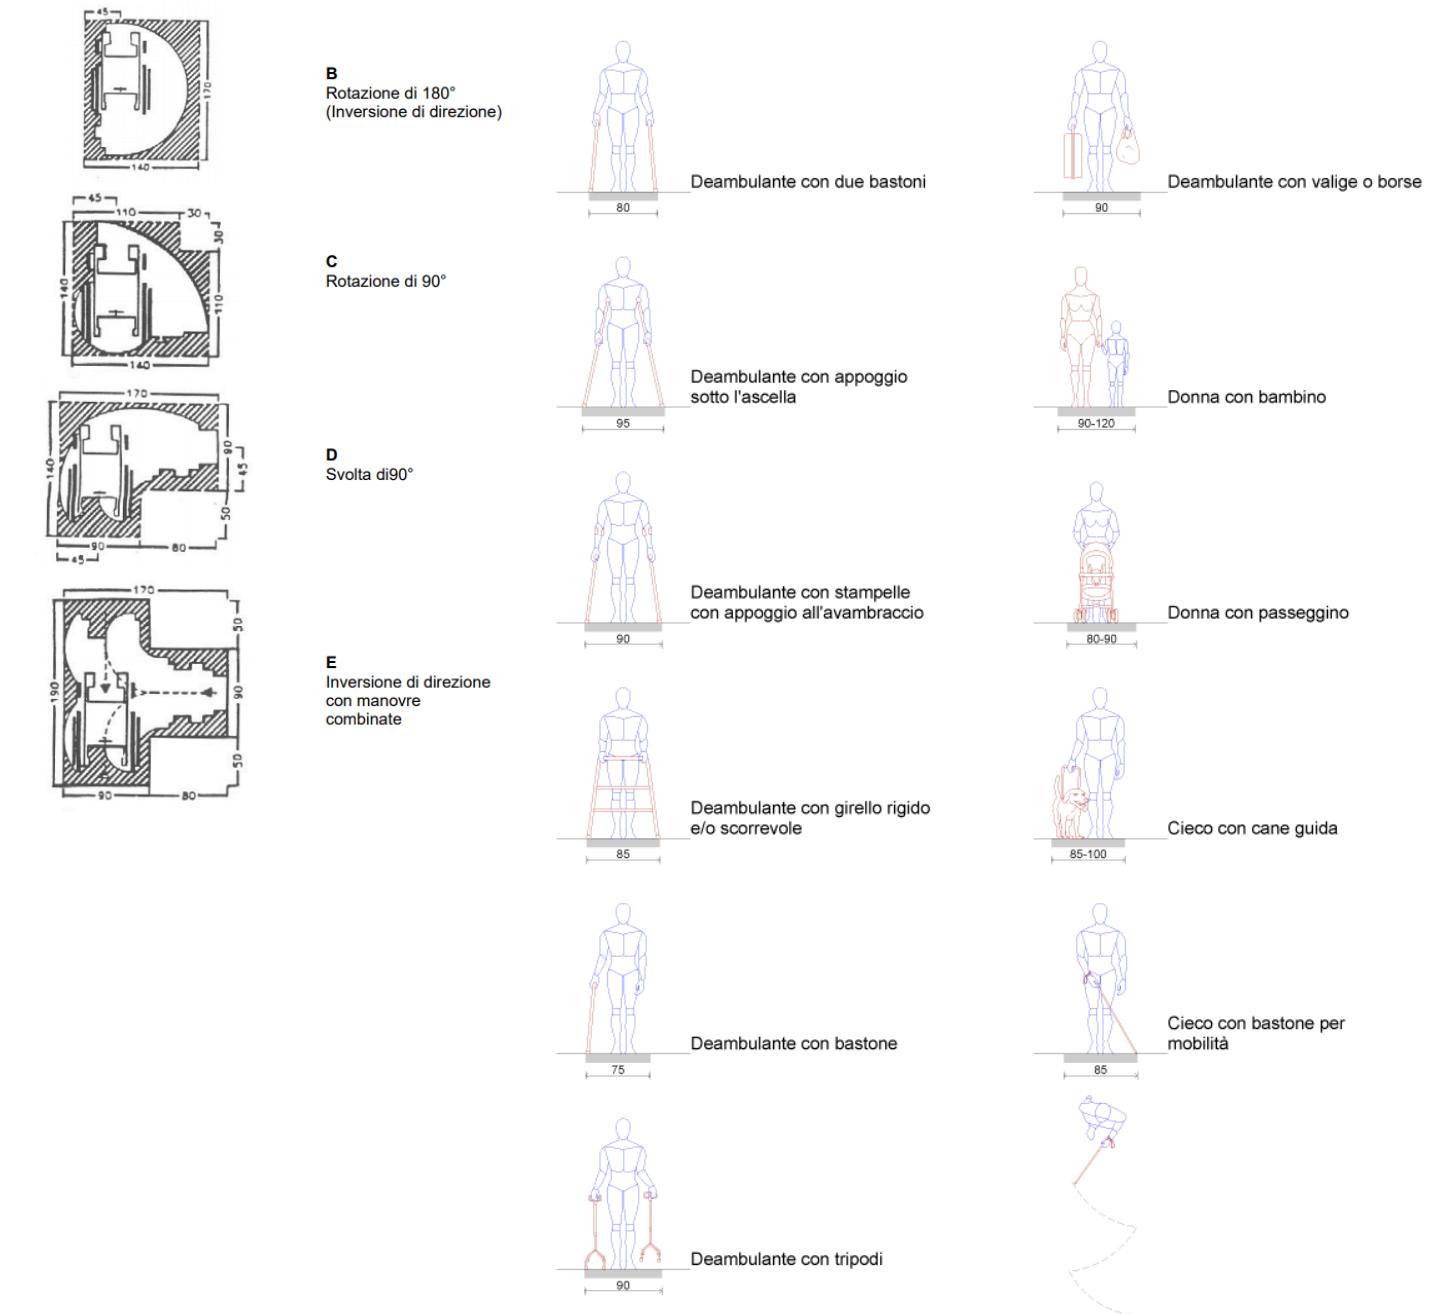 45
170
140
B
Rotazione di 180°
(Inversione di direzione)
45
110
30
30
140
110
140
C
Rotazione di 90°
170
140
90
45
50
90
80
45
D
Svolta di90°
170
50
190
90
50
90
80
E
Inversione di direzione
con manovre
combinate
Deambulante con due bastoni
80
Deambulante con appoggio
sotto l'ascella
95
Deambulante con stampelle
con appoggio all'avambraccio
90
Deambulante con girello rigido
e/o scorrevole
85
Deambulante con bastone
75
Deambulante con tripodi
90
Deambulante con valige o borse
90
Donna con bambino
90-120
Donna con passeggino
80-90
Cieco con cane guida
85-100
Cieco con bastone per
mobilità
85